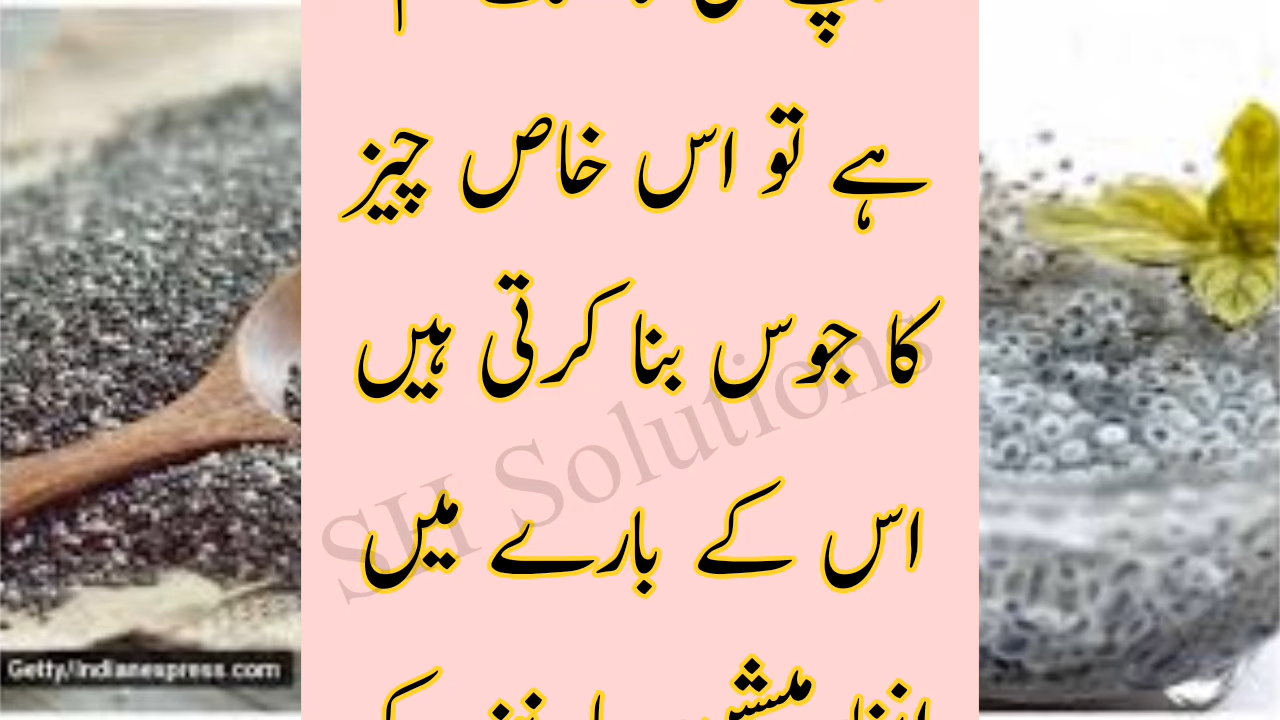 ہے تو اس خاص چیز
کا جوس بنا کرتی ہیں
اس کے بارے میں
SH Solutions
Getty/Indianexpress.com